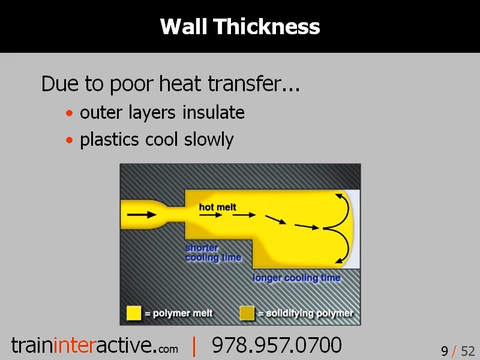 Wall Thickness
Due to poor heat transfer...
• outer layers insulate
• plastics cool slowly
hot melt
shorter
cooling time
longer cooling time
= polymer melt
= solidifying polymer
traininteractive.com | 978.957.0700
9 / 52